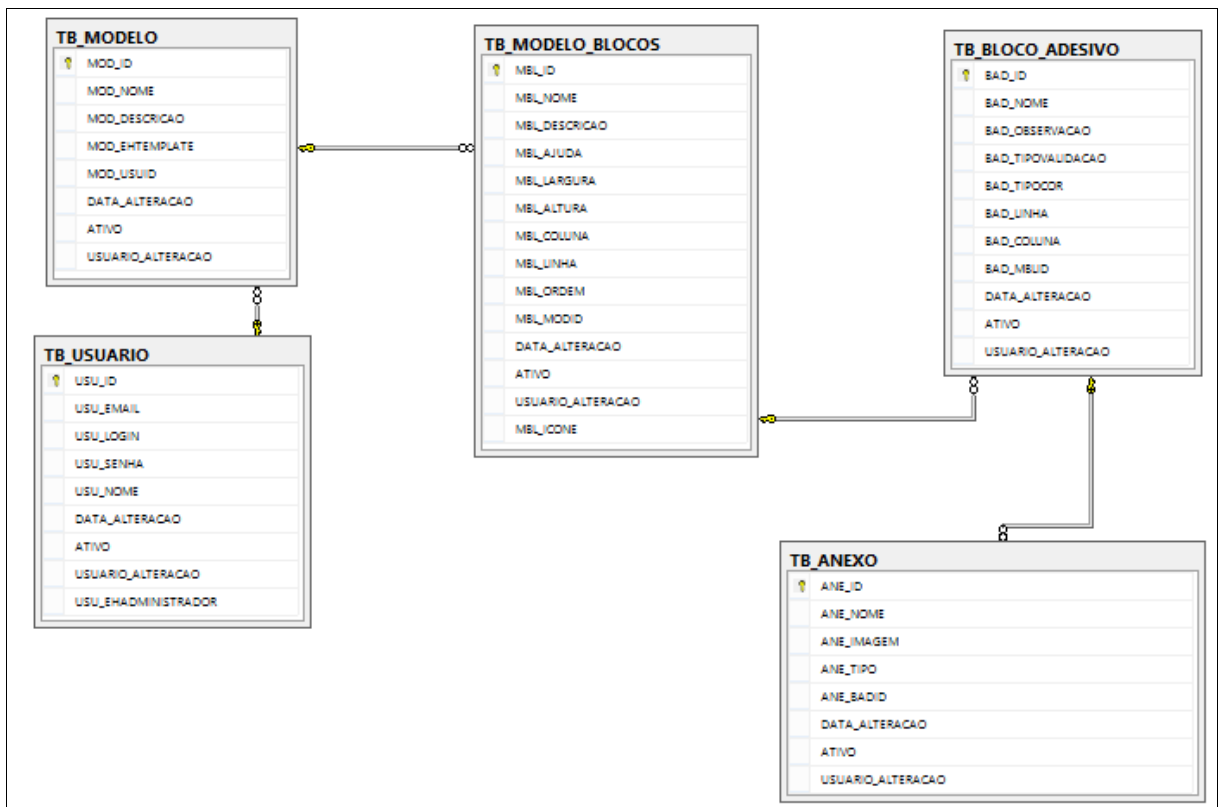 TB_MODELO
MOD_ID
MOD_NOME
MOD_DESCRICAO
MOD_EHTEMPLATE
MOD_USUID
DATA_ALTERACAO
ATIVO
USUARIO_ALTERACAO
TB_USUARIO
USU_ID
USU_EMAIL
USU_LOGIN
USU_SENHA
USU_NOME
DATA_ALTERACAO
ATIVO
USUARIO_ALTERACAO
USU_EHADMINISTRADOR
TB_MODELO_BLOCOS
MBL_ID
MBL_NOME
MBL_DESCRICAO
MBL_AJUDA
MBL_LARGURA
MBL_ALTURA
MBL_COLUNA
MBL_LINHA
MBL_ORDEM
MBL_MODID
DATA_ALTERACAO
ATIVO
USUARIO_ALTERACAO
MBL_ICONE
TB_BLOCO_ADESIVO
BAD_ID
BAD_NOME
BAD_OBSERVACAO
BAD_TIPOVALIDACAO
BAD_TIPOCOR
BAD_LINHA
BAD_COLUNA
BAD_MBLID
DATA_ALTERACAO
ATIVO
USUARIO_ALTERACAO
TB_ANEXO
ANE_ID
ANE_NOME
ANE_IMAGEM
ANE_TIPO
ANE_BADID
DATA_ALTERACAO
ATIVO
USUARIO_ALTERACAO